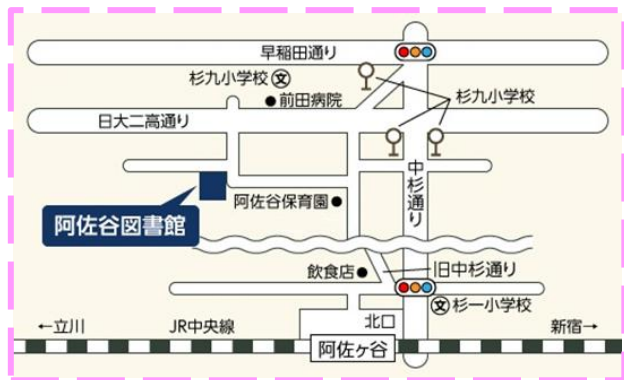 早稲田通り
杉九小学校
文
前田病院
杉九小学校
日大二高通り
中杉通り
阿佐谷保育園
阿佐谷図書館
飲食店
旧中杉通り
文
杉一小学校
←立川
JR中央線
北口
新宿→
阿佐ヶ谷